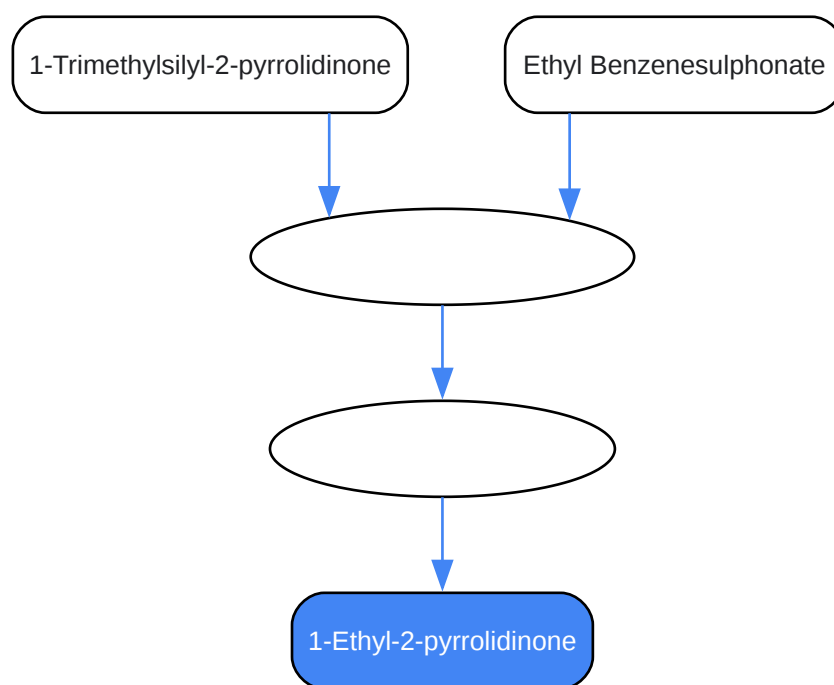 1-Trimethylsilyl-2-pyrrolidinone
Ethyl Benzenesulphonate
1-Ethyl-2-pyrrolidinone